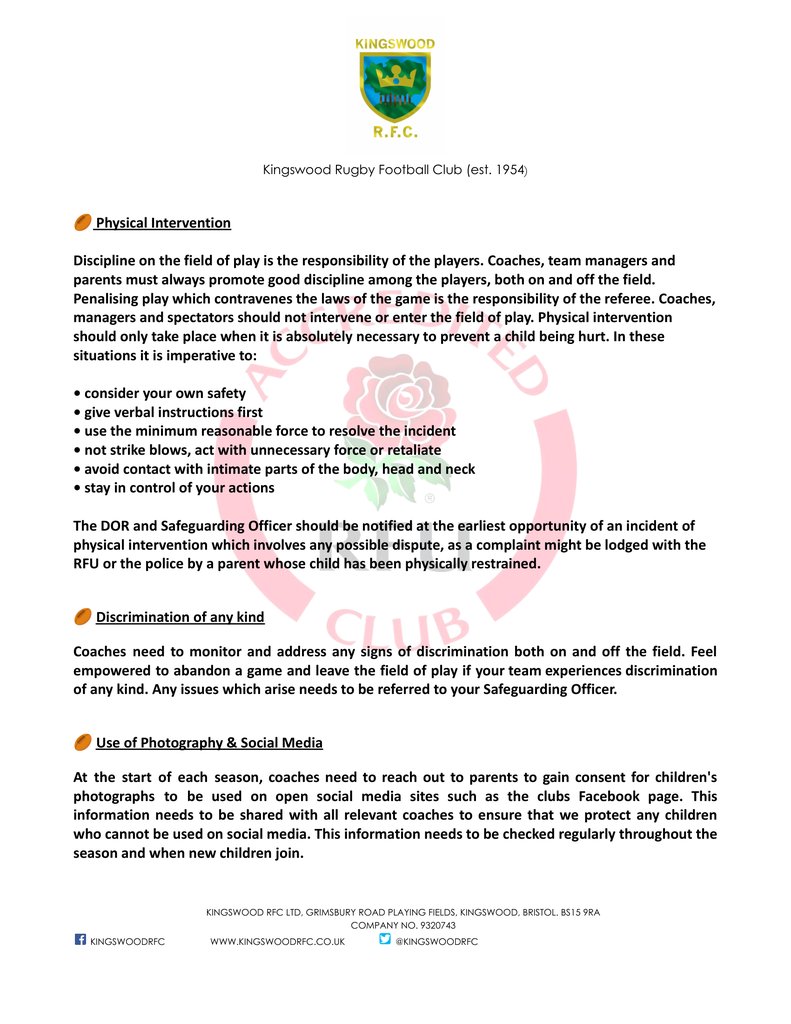 KINGSWOOD
R.F.C.
Kingswood Rugby Football Club (est. 1954)
Physical Intervention
Discipline on the field of play is the responsibility of the players. Coaches, team managers and
parents must always promote good discipline among the players, both on and off the field.
Penalising play which contravenes the laws of the game is the responsibility of the referee. Coaches,
managers and spectators should not intervene or enter the field of play. Physical intervention
should only take place when it is absolutely necessary to prevent a child being hurt. In these
situations it is imperative to:
• consider your own safety
• give verbal instructions first
• use the minimum reasonable force to resolve the incident
• not strike blows, act with unnecessary force or retaliate
• avoid contact with intimate parts of the body, head and neck
• stay in control of your actions
The DOR and Safeguarding Officer should be notified at the earliest opportunity of an incident of
physical intervention which involves any possible dispute, as a complaint might be lodged with the
RFU or the police by a parent whose child has been physically restrained.
Discrimination of any kind
Coaches need to monitor and address any signs of discrimination both on and off the field. Feel
empowered to abandon a game and leave the field of play if your team experiences discrimination
of any kind. Any issues which arise needs to be referred to your Safeguarding Officer.
Use of Photography & Social Media
At the start of each season, coaches need to reach out to parents to gain consent for children's
photographs to be used on open social media sites such as the clubs Facebook page. This
information needs to be shared with all relevant coaches to ensure that we protect any children
who cannot be used on social media. This information needs to be checked regularly throughout the
season and when new children join.
ACCREDITED
®
RFU
CLUB
KINGSWOOD RFC LTD, GRIMSBURY ROAD PLAYING FIELDS, KINGSWOOD, BRISTOL. BS15 9RA
COMPANY NO. 9320743
KINGSWOODRFC WWW.KINGSWOODRFC.CO.UK @KINGSWOODRFC